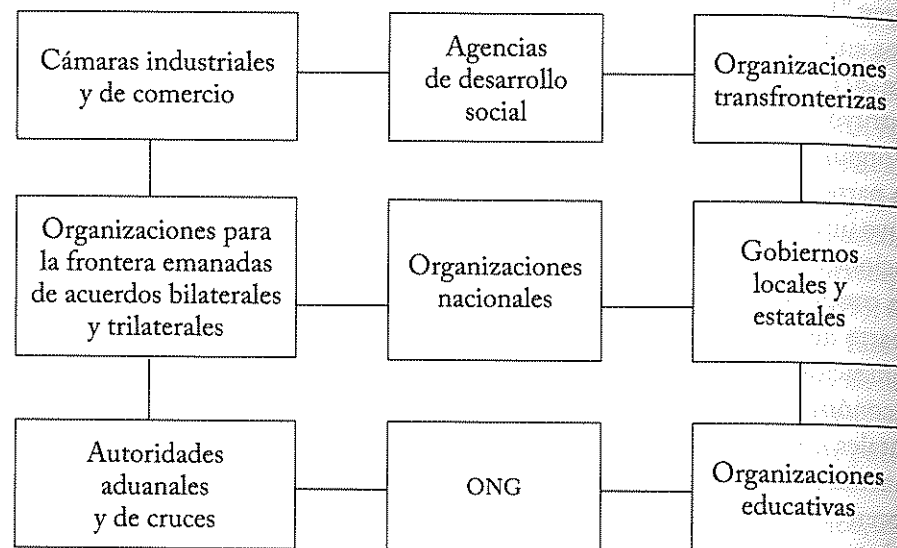 Cámaras industriales
y de comercio
Agencias
de desarrollo
social
Organizaciones
transfronterizas
Organizaciones para
la frontera emanadas
de acuerdos bilaterales
y trilaterales
Organizaciones
nacionales
Gobiernos
locales y
estatales
Autoridades
aduanales
y de cruces
ONG
Organizaciones
educativas